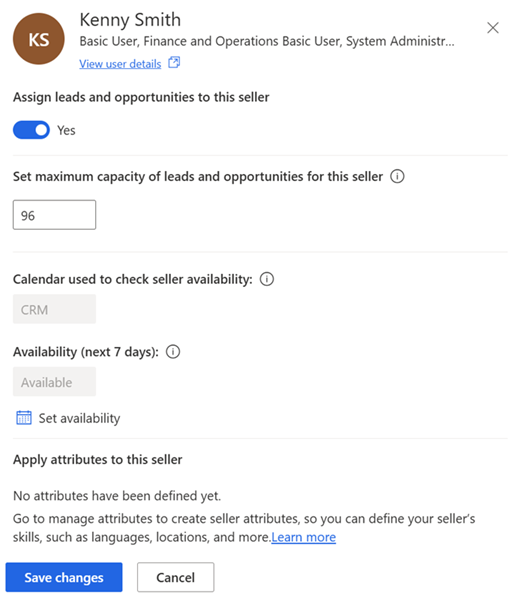 KS
Kenny Smith
Basic User, Finance and Operations Basic User, System Administr...
View user details
Assign leads and opportunities to this seller
Yes
Set maximum capacity of leads and opportunities for this seller
96
Calendar used to check seller availability:
CRM
Availability (next 7 days):
Available
Set availability
Apply attributes to this seller
No attributes have been defined yet.
Go to manage attributes to create seller attributes, so you can define your seller's
skills, such as languages, locations, and more.Learn more
Save changes Cancel